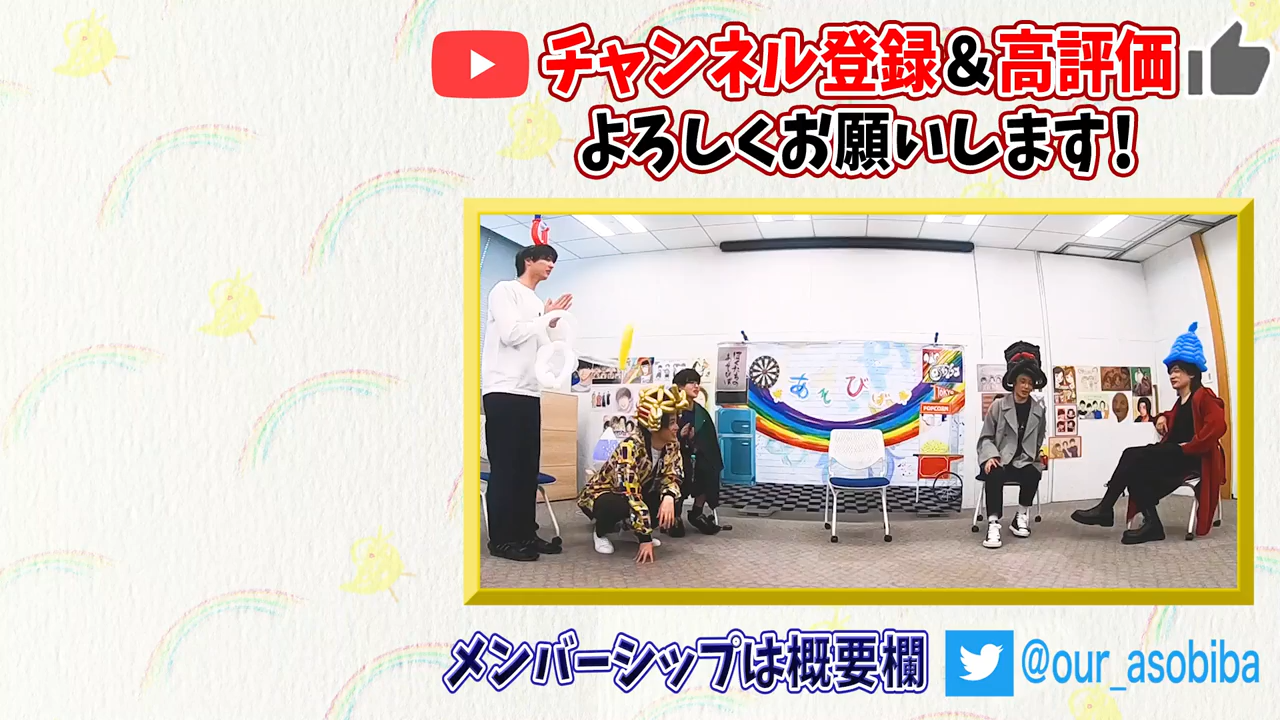 チャンネル登録&高評価
よろしくお願いします!
あそびば
POPCORN
メンバーシップは概要欄
@our_asobiba